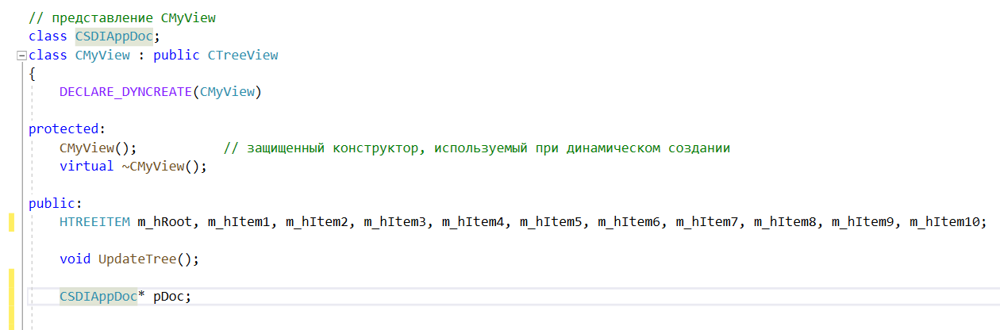 // представление CMyView
class CSDIAppDoc;
class CMyView : public CTreeView
{
DECLARE_DYNCREATE(CMyView)
protected:
CMyView(); // защищенный конструктор, используемый при динамическом создании
virtual ~CMyView();
public:
HTREEITEM m_hRoot, m_hItem1, m_hItem2, m_hItem3, m_hItem4, m_hItem5, m_hItem6, m_hItem7, m_hItem8, m_hItem9, m_hItem10;
void UpdateTree();
CSDIAppDoc* pDoc;